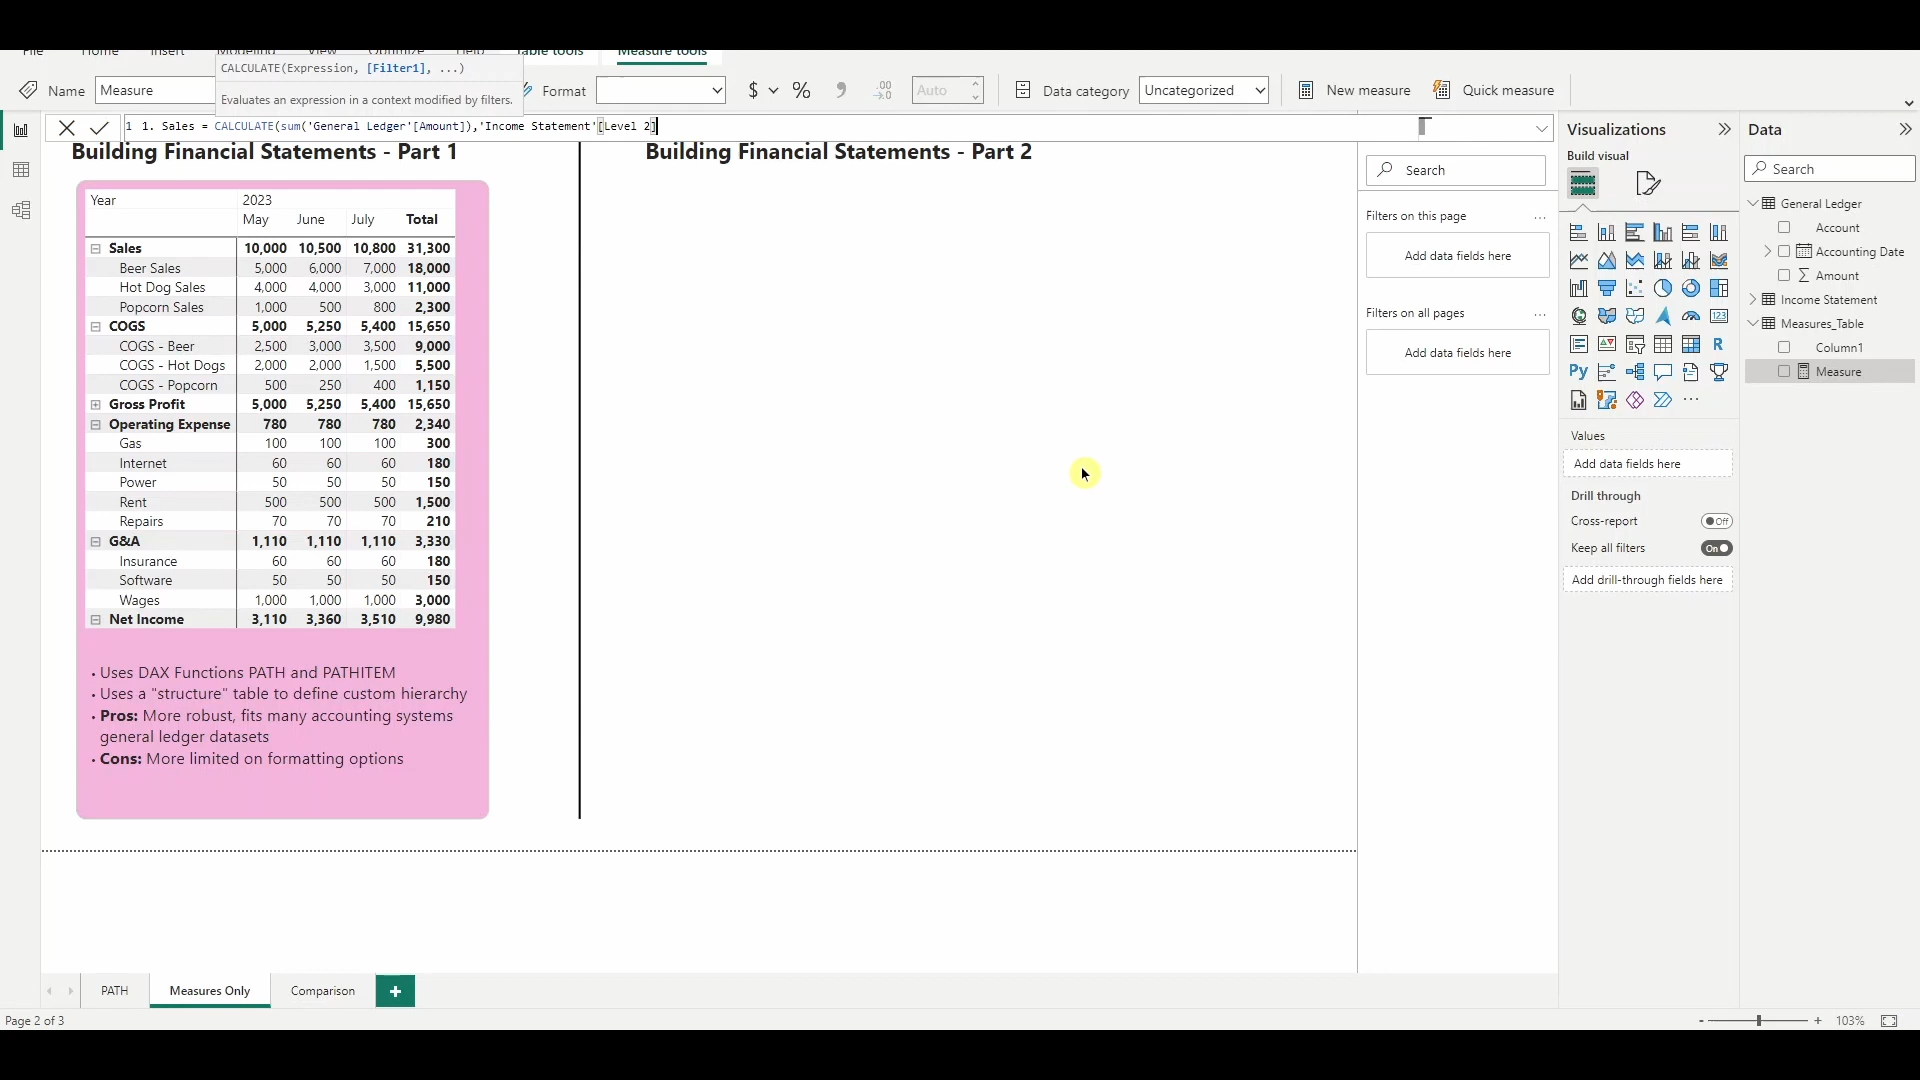 File Home Insert Modeling View Optimize Help Table tools Measure tools
CALCULATE(Expression, [Filter1], ...)
Evaluates an expression in a context modified by filters.
Name Measure Format $ % , .00 Auto Data category Uncategorized New measure Quick measure
1 1. Sales = CALCULATE(sum('General Ledger'[Amount]),'Income Statement'[Level 2]
Building Financial Statements - Part 1
Year 2023
May June July Total
Sales 10,000 10,500 10,800 31,300
Beer Sales 5,000 6,000 7,000 18,000
Hot Dog Sales 4,000 4,000 3,000 11,000
Popcorn Sales 1,000 500 800 2,300
COGS 5,000 5,250 5,400 15,650
COGS - Beer 2,500 3,000 3,500 9,000
COGS - Hot Dogs 2,000 2,000 1,500 5,500
COGS - Popcorn 500 250 400 1,150
Gross Profit 5,000 5,250 5,400 15,650
Operating Expense 780 780 780 2,340
Gas 100 100 100 300
Internet 60 60 60 180
Power 50 50 50 150
Rent 500 500 500 1,500
Repairs 70 70 70 210
G&A 1,110 1,110 1,110 3,330
Insurance 60 60 60 180
Software 50 50 50 150
Wages 1,000 1,000 1,000 3,000
Net Income 3,110 3,360 3,510 9,980
• Uses DAX Functions PATH and PATHITEM
• Uses a "structure" table to define custom hierarchy
• Pros: More robust, fits many accounting systems
general ledger datasets
• Cons: More limited on formatting options
Building Financial Statements - Part 2
Search
Filters on this page ...
Add data fields here
Filters on all pages ...
Add data fields here
Visualizations
Build visual
123
R
Py
...
Values
Add data fields here
Drill through
Cross-report Off
Keep all filters On
Add drill-through fields here
Data
Search
General Ledger
Account
Accounting Date
Σ Amount
Income Statement
Measures_Table
Column1
Measure
PATH Measures Only Comparison +
Page 2 of 3
- + 103%